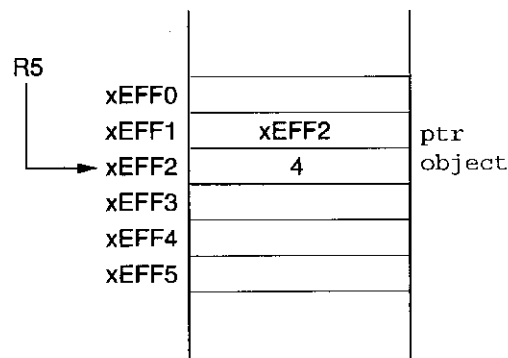 R5
xEFF0
xEFF1 xEFF2 ptr
xEFF2 4 object
xEFF3
xEFF4
xEFF5